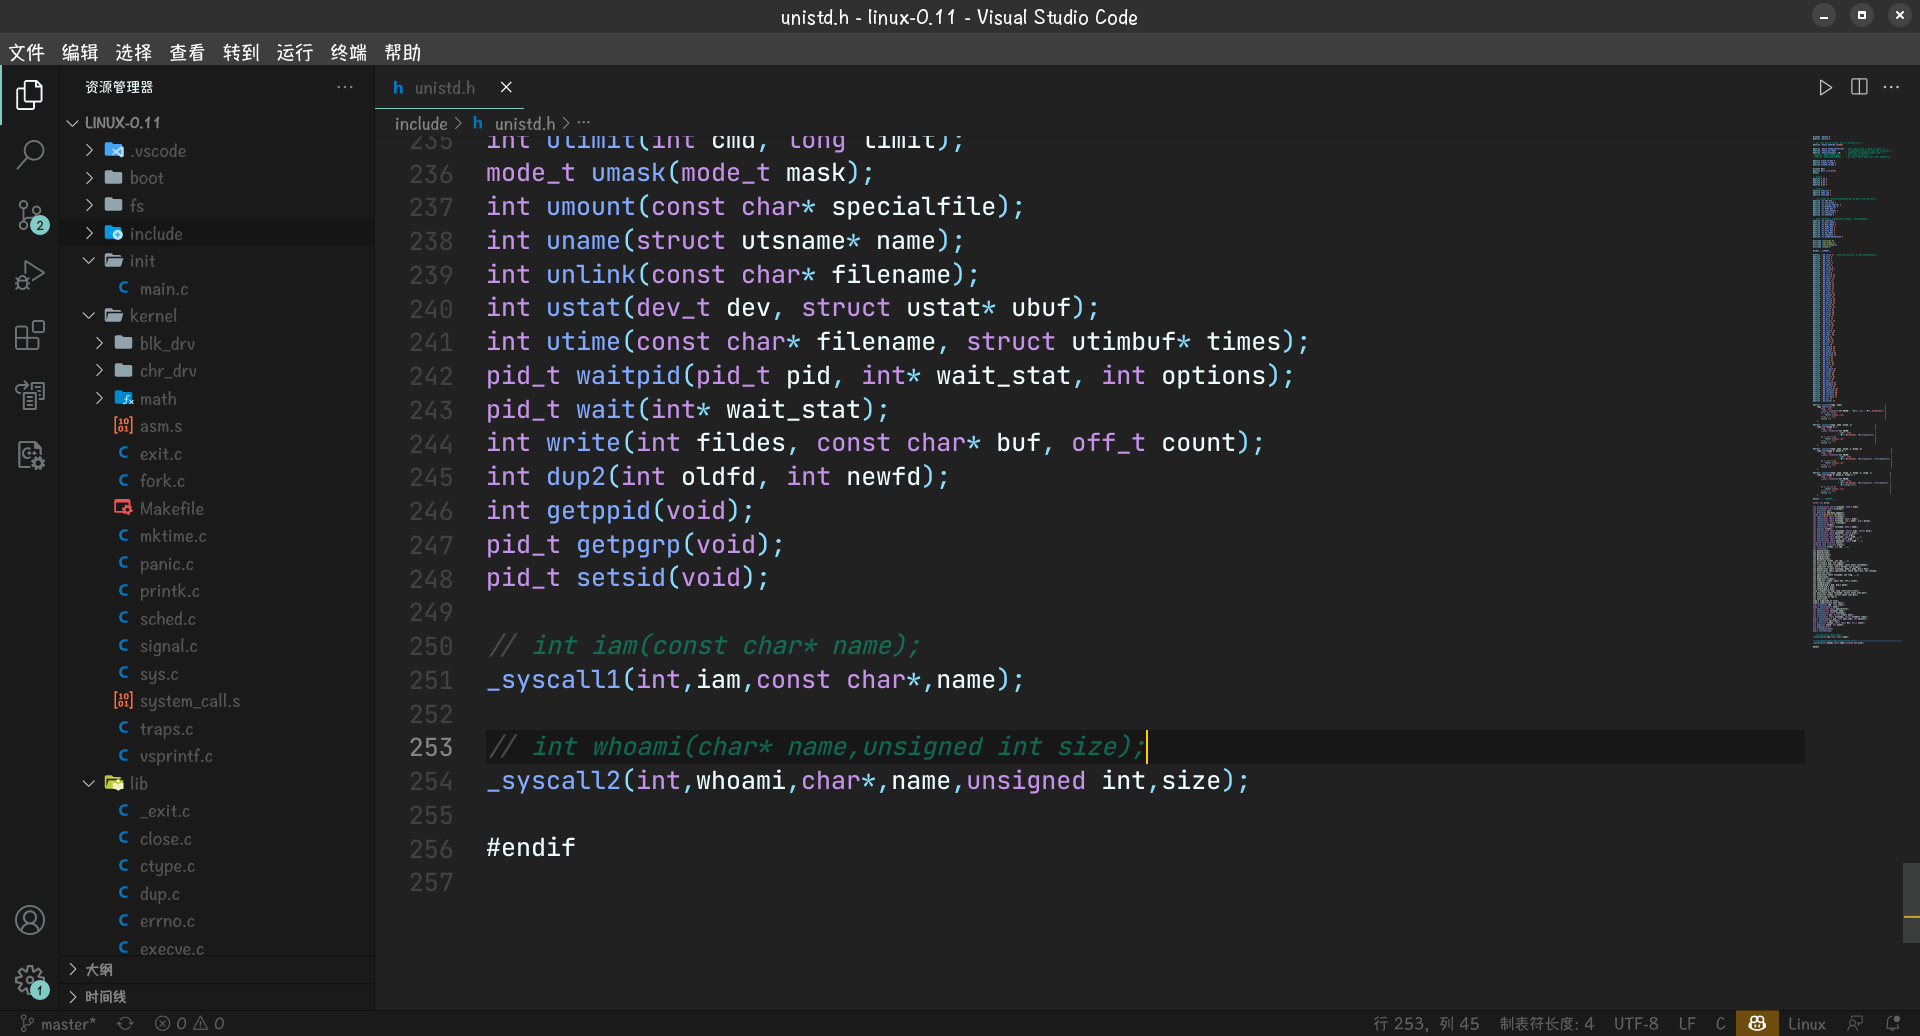 unistd.h - linux-0.11 - Visual Studio Code
文件 编辑 选择 查看 转到 运行 终端 帮助
资源管理器 ···
LINUX-0.11
.vscode
boot
fs
include
init
main.c
kernel
blk_drv
chr_drv
math
asm.s
exit.c
fork.c
Makefile
mktime.c
panic.c
printk.c
sched.c
signal.c
sys.c
system_call.s
traps.c
vsprintf.c
lib
_exit.c
close.c
ctype.c
dup.c
errno.c
execve.c
大纲
时间线
2
1
h unistd.h
include > h unistd.h > ···
235 int ulimit(int cmd, long limit);
236 mode_t umask(mode_t mask);
237 int umount(const char* specialfile);
238 int uname(struct utsname* name);
239 int unlink(const char* filename);
240 int ustat(dev_t dev, struct ustat* ubuf);
241 int utime(const char* filename, struct utimbuf* times);
242 pid_t waitpid(pid_t pid, int* wait_stat, int options);
243 pid_t wait(int* wait_stat);
244 int write(int fildes, const char* buf, off_t count);
245 int dup2(int oldfd, int newfd);
246 int getppid(void);
247 pid_t getpgrp(void);
248 pid_t setsid(void);
249
250 // int iam(const char* name);
251 _syscall1(int,iam,const char*,name);
252
253 // int whoami(char* name,unsigned int size);
254 _syscall2(int,whoami,char*,name,unsigned int,size);
255
256 #endif
257
master* 0 0 行 253，列 45 制表符长度: 4 UTF-8 LF C Linux